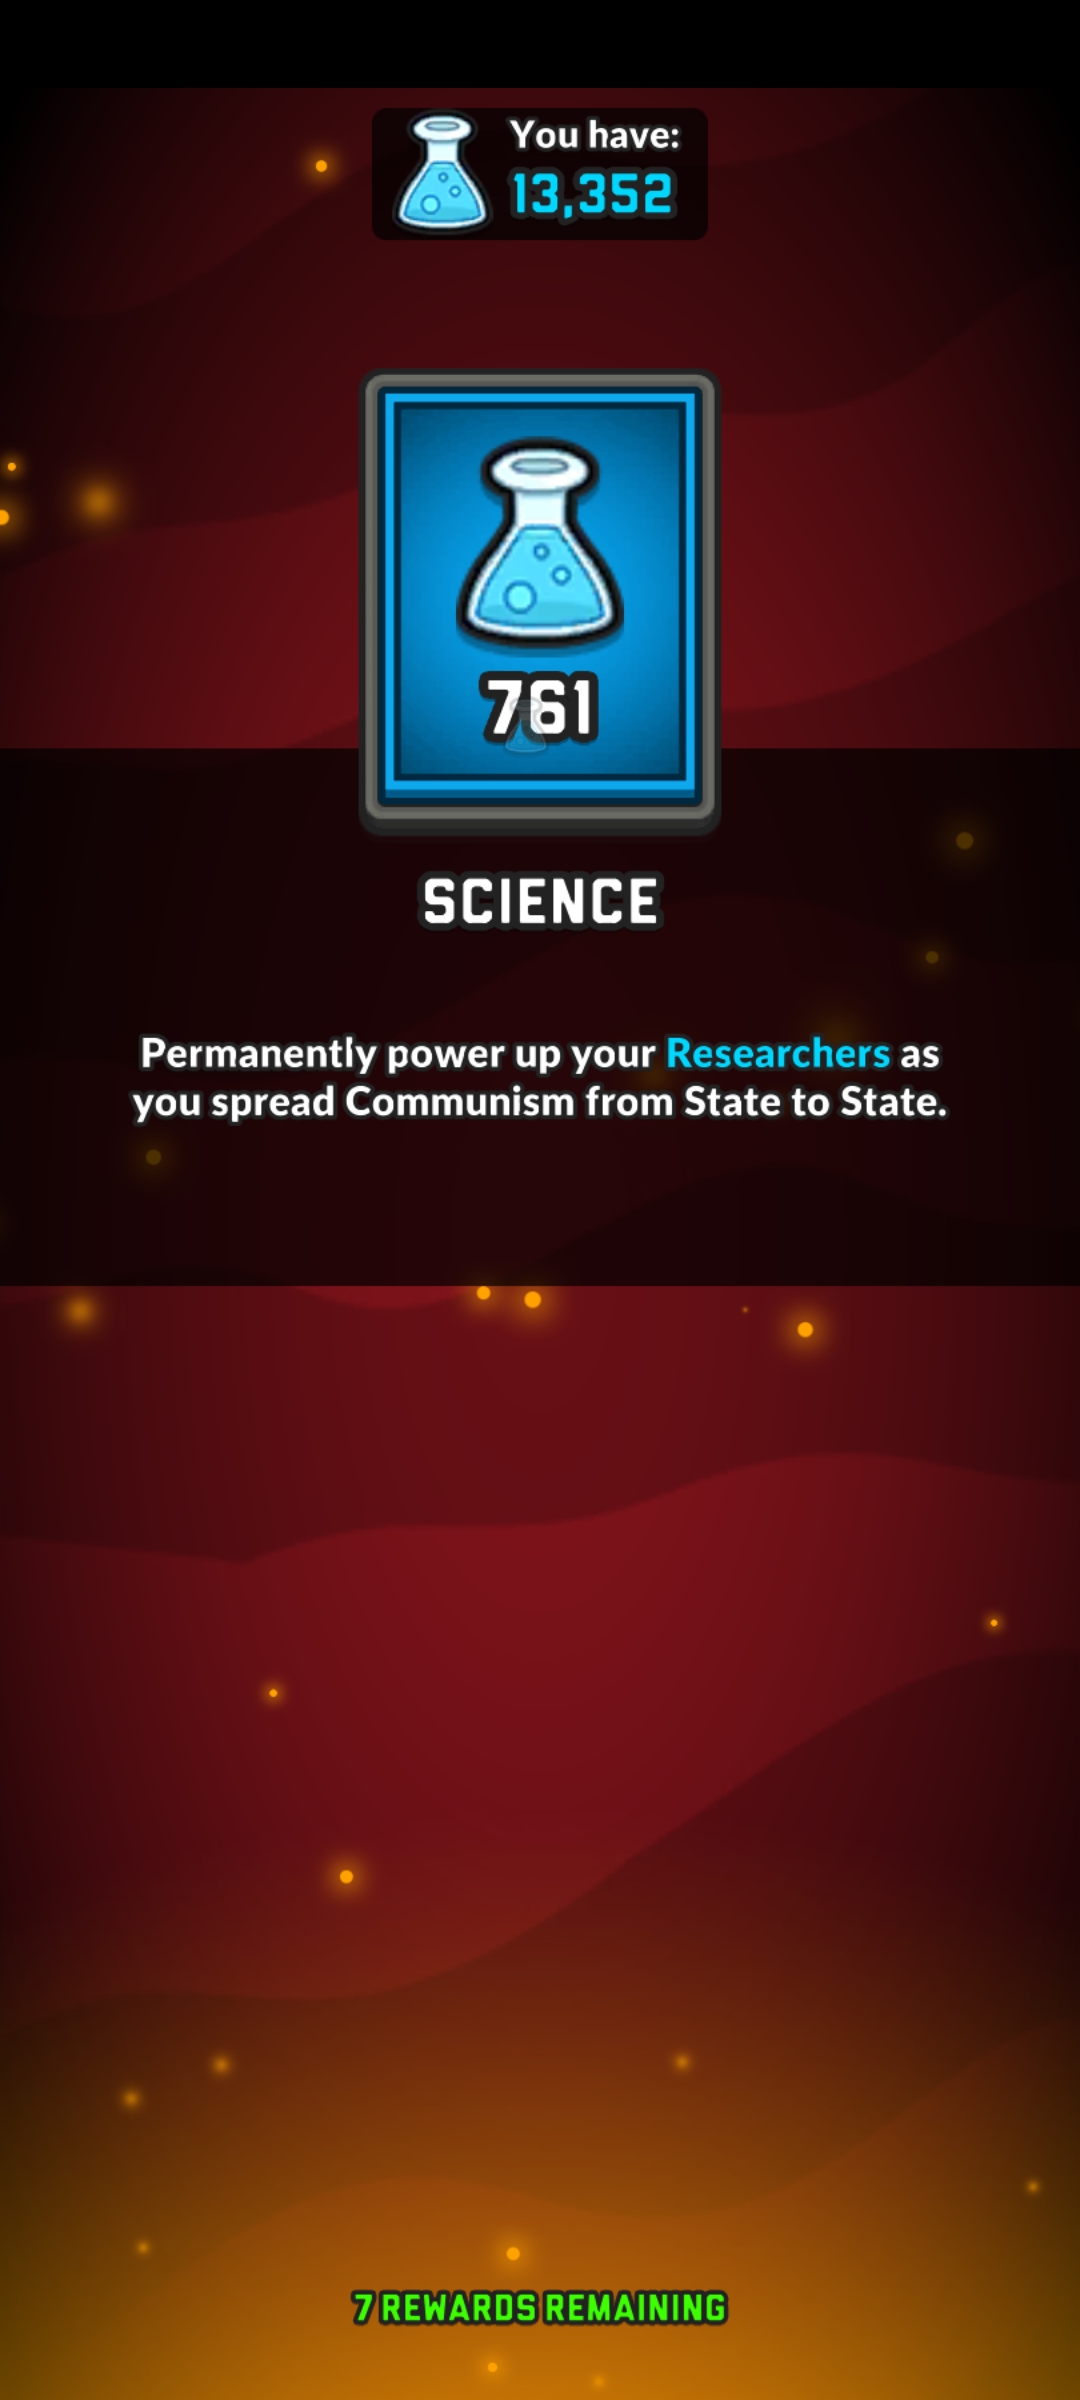 You have:
13,352
761
SCIENCE
Permanently power up your Researchers as
you spread Communism from State to State.
7 REWARDS REMAINING